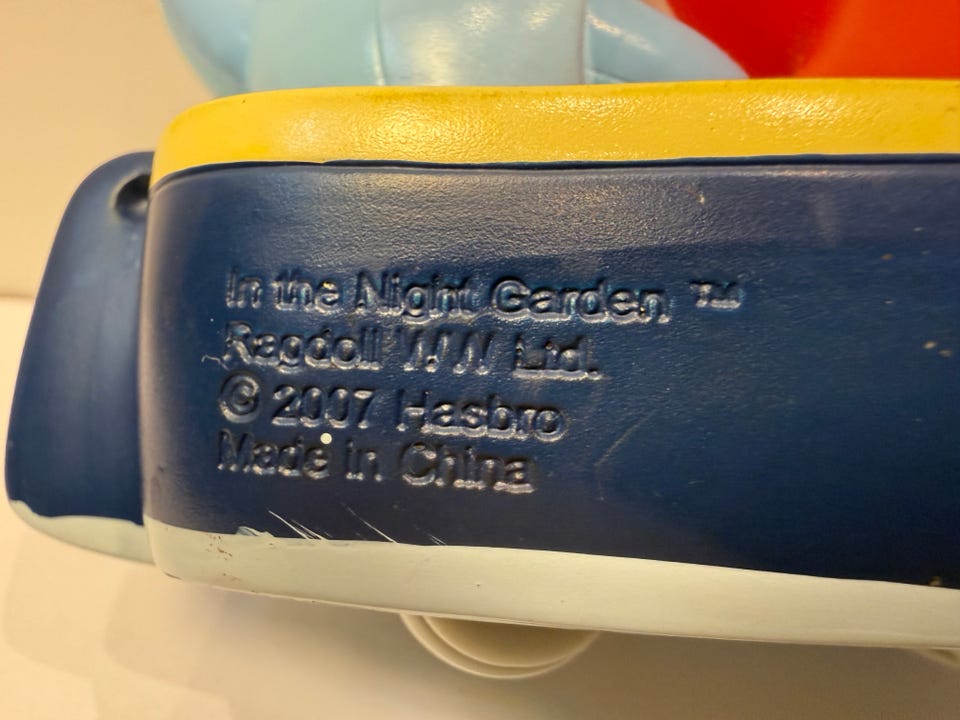 In the Night Garden ™
Ragdoll WW Ltd.
© 2007 Hasbro
Made in China